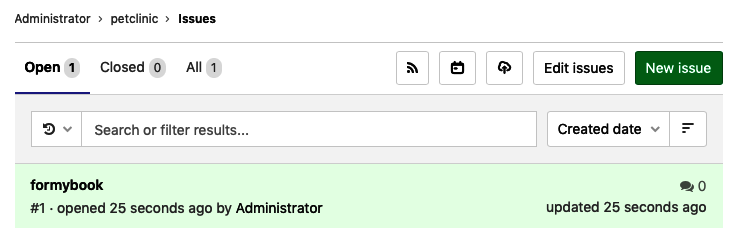 Administrator › petclinic › Issues
Open 1 Closed 0 All 1
Edit issues New issue
Search or filter results... Created date
formybook 0
#1 · opened 25 seconds ago by Administrator updated 25 seconds ago